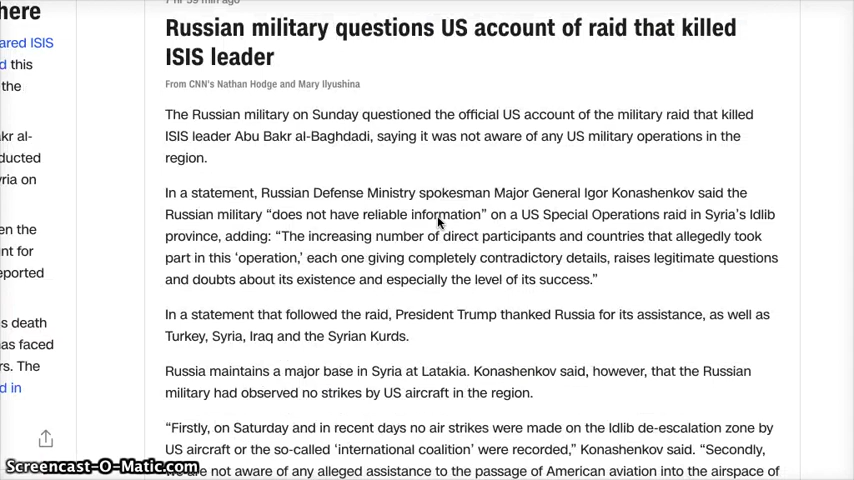 here
ared ISIS
d this
the
kr al-
ducted
ria on
en the
nt for
eported
s death
as faced
rs. The
d in
Russian military questions US account of raid that killed
ISIS leader
From CNN's Nathan Hodge and Mary Ilyushina
The Russian military on Sunday questioned the official US account of the military raid that killed
ISIS leader Abu Bakr al-Baghdadi, saying it was not aware of any US military operations in the
region.
In a statement, Russian Defense Ministry spokesman Major General Igor Konashenkov said the
Russian military “does not have reliable information” on a US Special Operations raid in Syria’s Idlib
province, adding: “The increasing number of direct participants and countries that allegedly took
part in this ‘operation,’ each one giving completely contradictory details, raises legitimate questions
and doubts about its existence and especially the level of its success.”
In a statement that followed the raid, President Trump thanked Russia for its assistance, as well as
Turkey, Syria, Iraq and the Syrian Kurds.
Russia maintains a major base in Syria at Latakia. Konashenkov said, however, that the Russian
military had observed no strikes by US aircraft in the region.
“Firstly, on Saturday and in recent days no air strikes were made on the Idlib de-escalation zone by
US aircraft or the so-called ‘international coalition’ were recorded,” Konashenkov said. “Secondly,
are not aware of any alleged assistance to the passage of American aviation into the airspace of
Screencast-O-Matic.com